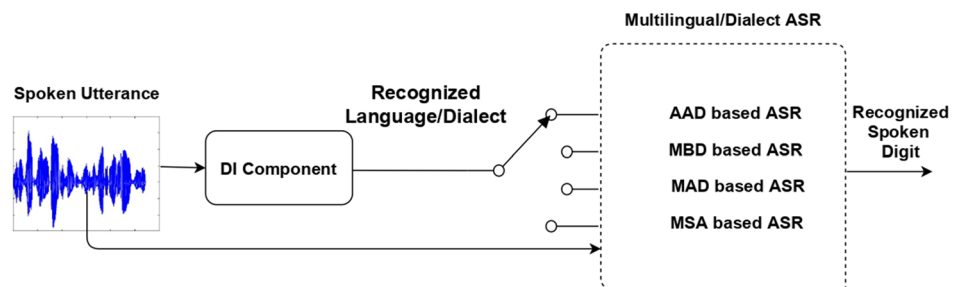 Multilingual/Dialect ASR
Spoken Utterance
Recognized
Language/Dialect
DI Component
AAD based ASR
MBD based ASR
MAD based ASR
MSA based ASR
Recognized
Spoken
Digit